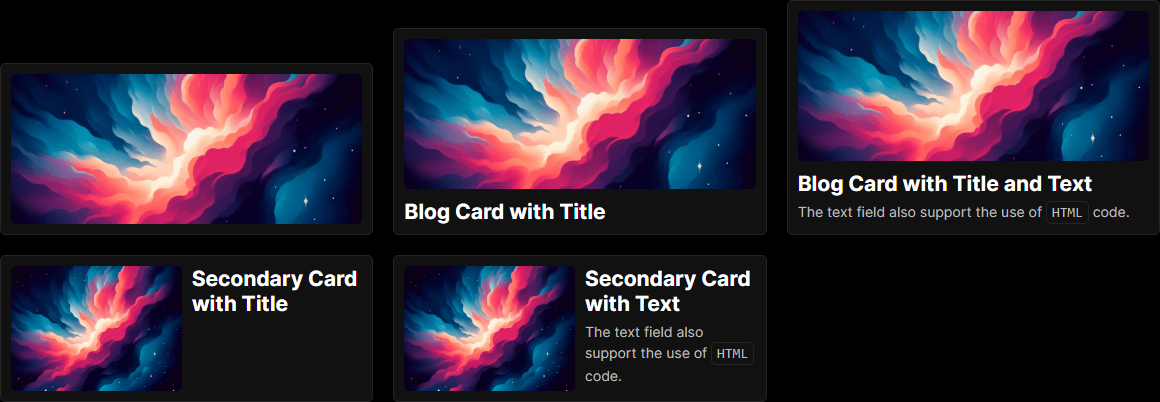 Blog Card with Title
Blog Card with Title and Text
The text field also support the use of HTML code.
Secondary Card
with Title
Secondary Card
with Text
The text field also
support the use of HTML
code.